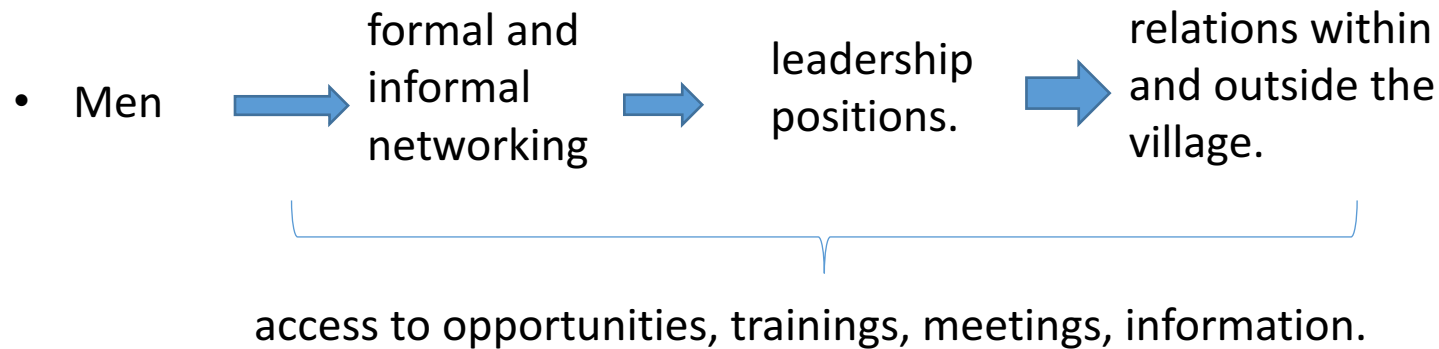 • Men
formal and
informal
networking
leadership
positions.
relations within
and outside the
village.
access to opportunities, trainings, meetings, information.